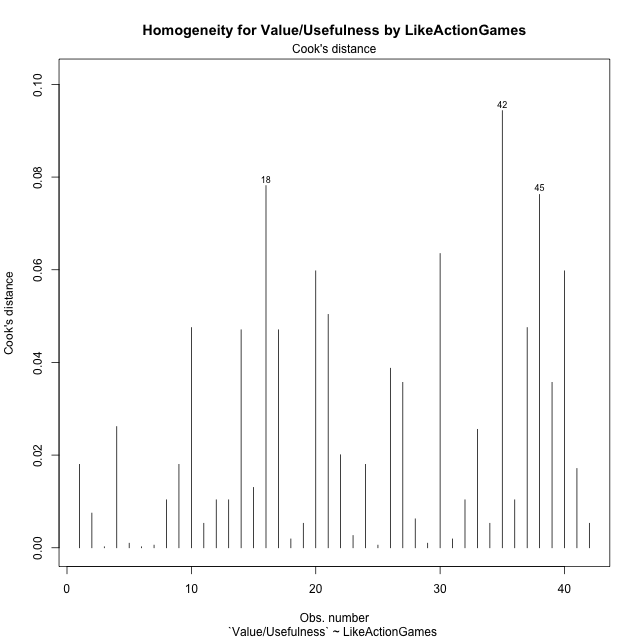 Homogeneity for Value/Usefulness by LikeActionGames
Cook's distance
Cook's distance
0.10
0.08
0.06
0.04
0.02
0.00
42
18
45
0
10
20
30
40
Obs. number
`Value/Usefulness` ~ LikeActionGames